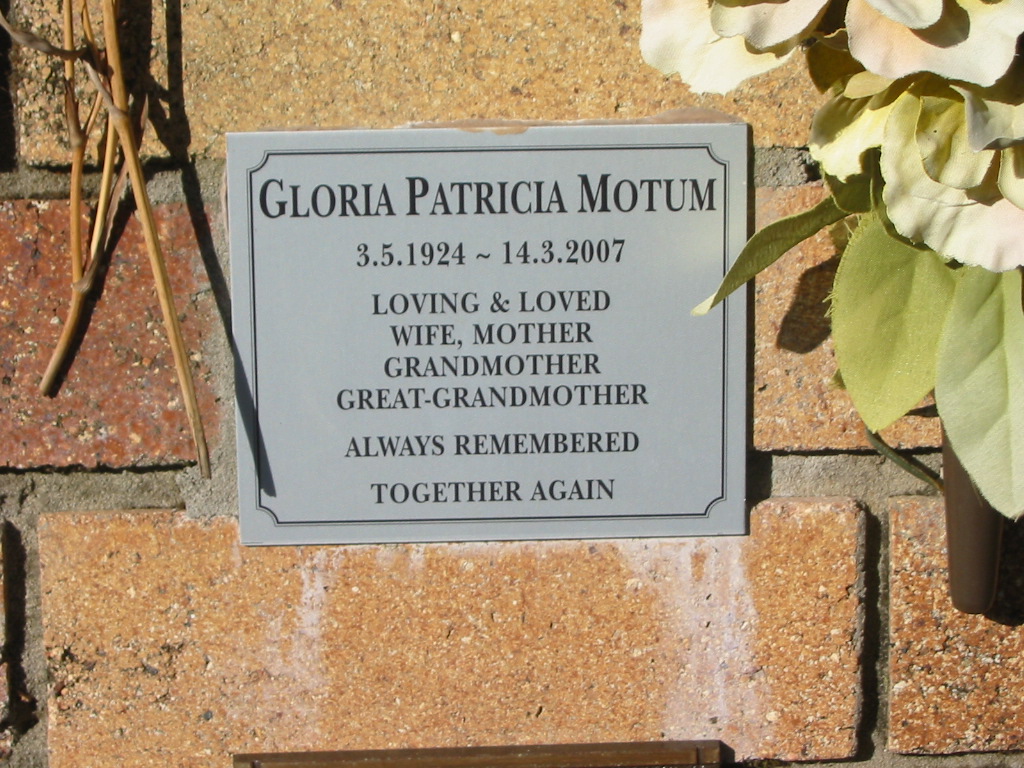 GLORIA PATRICIA MOTUM
3.5.1924 ~ 14.3.2007
LOVING & LOVED
WIFE, MOTHER
GRANDMOTHER
GREAT-GRANDMOTHER
ALWAYS REMEMBERED
TOGETHER AGAIN